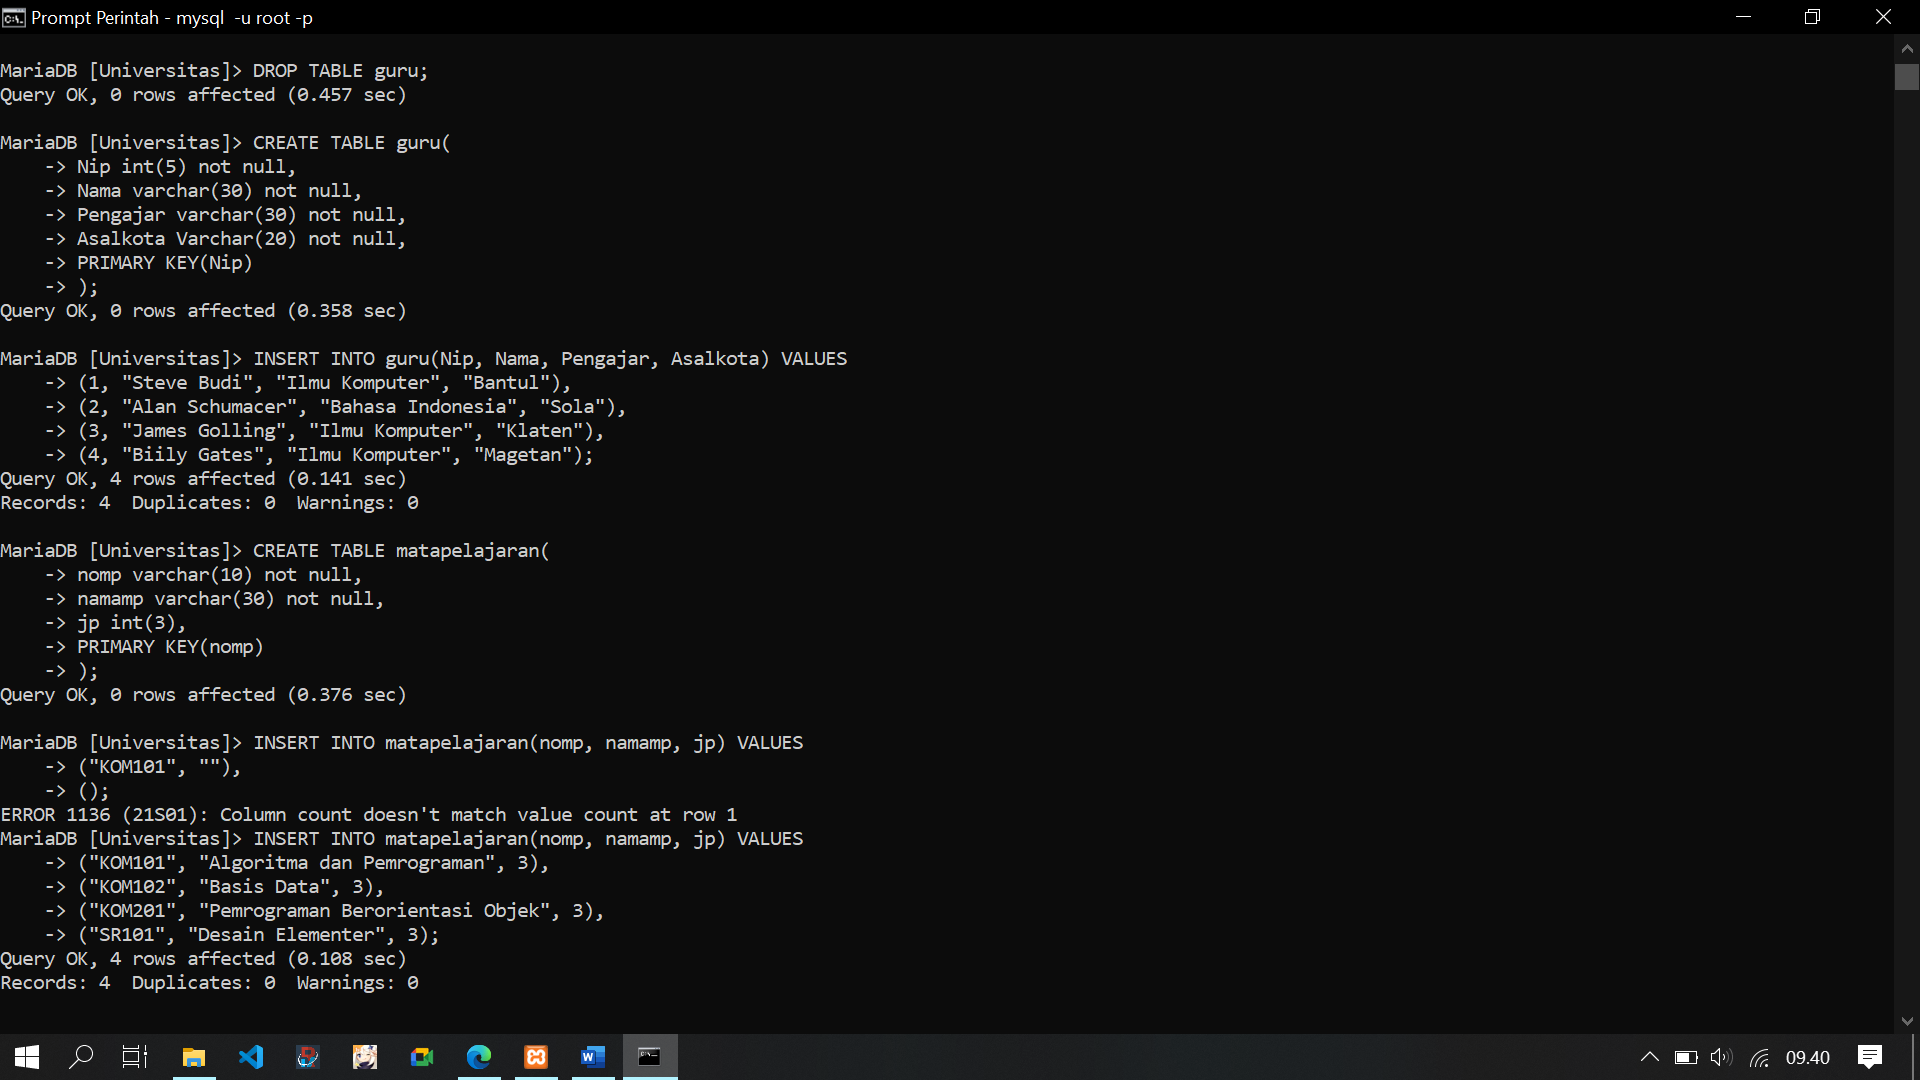 Prompt Perintah - mysql  -u root -p
MariaDB [Universitas]> DROP TABLE guru;
Query OK, 0 rows affected (0.457 sec)
MariaDB [Universitas]> CREATE TABLE guru(
    -> Nip int(5) not null,
    -> Nama varchar(30) not null,
    -> Pengajar varchar(30) not null,
    -> Asalkota Varchar(20) not null,
    -> PRIMARY KEY(Nip)
    -> );
Query OK, 0 rows affected (0.358 sec)
MariaDB [Universitas]> INSERT INTO guru(Nip, Nama, Pengajar, Asalkota) VALUES
    -> (1, "Steve Budi", "Ilmu Komputer", "Bantul"),
    -> (2, "Alan Schumacer", "Bahasa Indonesia", "Sola"),
    -> (3, "James Golling", "Ilmu Komputer", "Klaten"),
    -> (4, "Biily Gates", "Ilmu Komputer", "Magetan");
Query OK, 4 rows affected (0.141 sec)
Records: 4  Duplicates: 0  Warnings: 0
MariaDB [Universitas]> CREATE TABLE matapelajaran(
    -> nomp varchar(10) not null,
    -> namamp varchar(30) not null,
    -> jp int(3),
    -> PRIMARY KEY(nomp)
    -> );
Query OK, 0 rows affected (0.376 sec)
MariaDB [Universitas]> INSERT INTO matapelajaran(nomp, namamp, jp) VALUES
    -> ("KOM101", ""),
    -> ();
ERROR 1136 (21S01): Column count doesn't match value count at row 1
MariaDB [Universitas]> INSERT INTO matapelajaran(nomp, namamp, jp) VALUES
    -> ("KOM101", "Algoritma dan Pemrograman", 3),
    -> ("KOM102", "Basis Data", 3),
    -> ("KOM201", "Pemrograman Berorientasi Objek", 3),
    -> ("SR101", "Desain Elementer", 3);
Query OK, 4 rows affected (0.108 sec)
Records: 4  Duplicates: 0  Warnings: 0
09.40